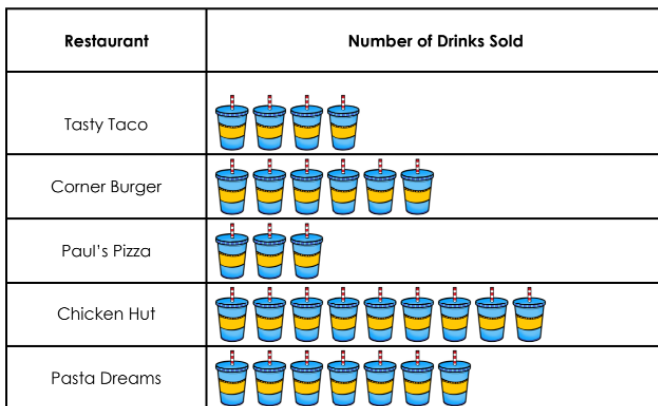 Restaurant
Number of Drinks Sold
Tasty Taco
Corner Burger
Paul's Pizza
Chicken Hut
Pasta Dreams